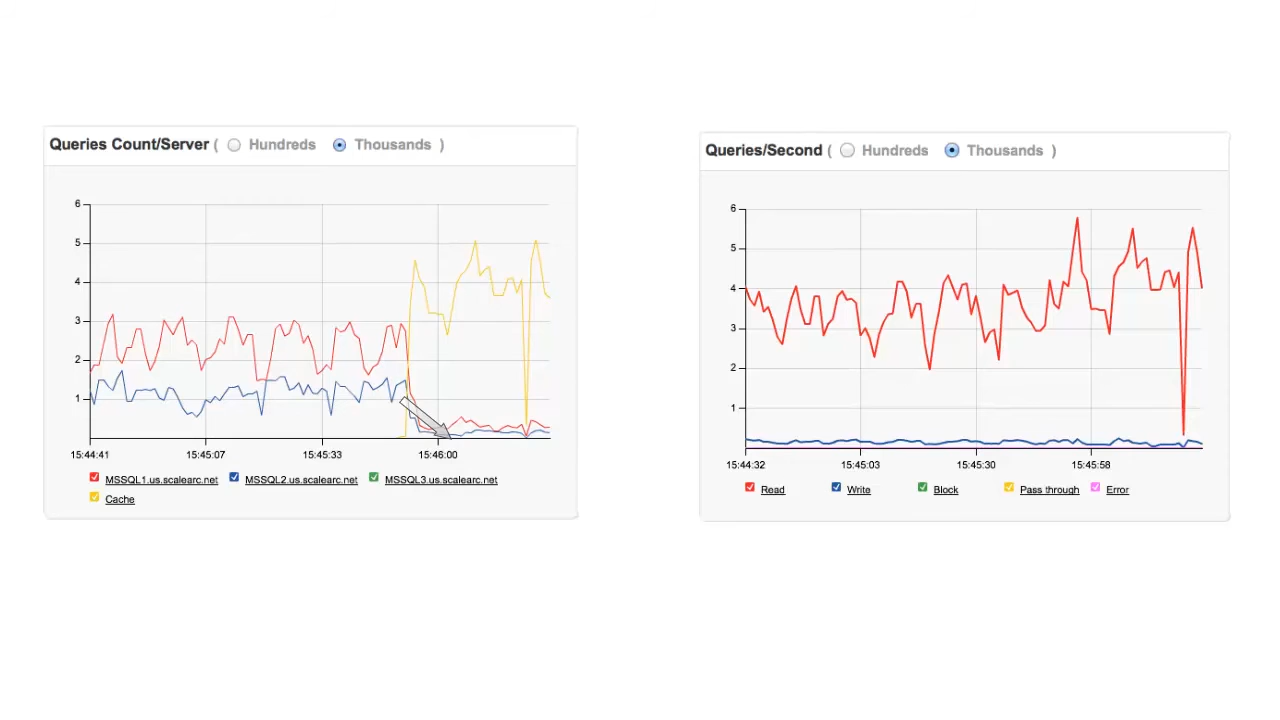 Queries Count/Server ( Hundreds Thousands )
6
5
4
3
2
1
15:44:41 15:45:07 15:45:33 15:46:00
MSSQL1.us.scalearc.net MSSQL2.us.scalearc.net MSSQL3.us.scalearc.net
Cache
Queries/Second ( Hundreds Thousands )
6
5
4
3
2
1
15:44:32 15:45:03 15:45:30 15:45:58
Read Write Block Pass through Error